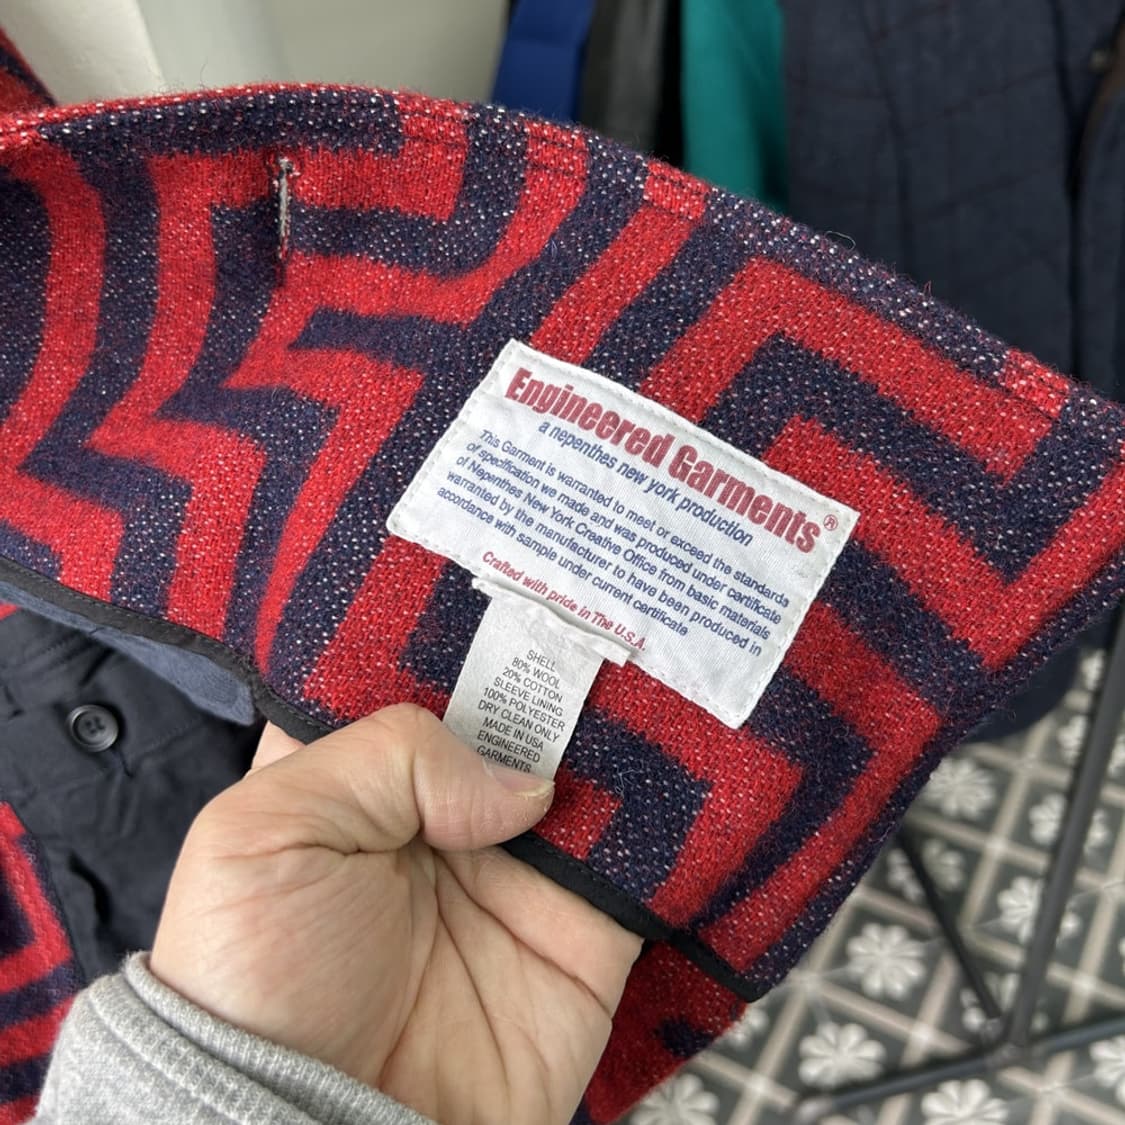 Engineered Garments®
a nepenthes new york production
This Garment is warranted to meet or exceed the standards
of specification we made and was produced under certificate
of Nepenthes New York Creative Office from basic materials
warranted by the manufacturer to have been produced in
accordance with sample under current certificate
Crafted with pride in The U.S.A.
SHELL
80% WOOL
20% COTTON
SLEEVE LINING
100% POLYESTER
DRY CLEAN ONLY
MADE IN USA
ENGINEERED
GARMENTS